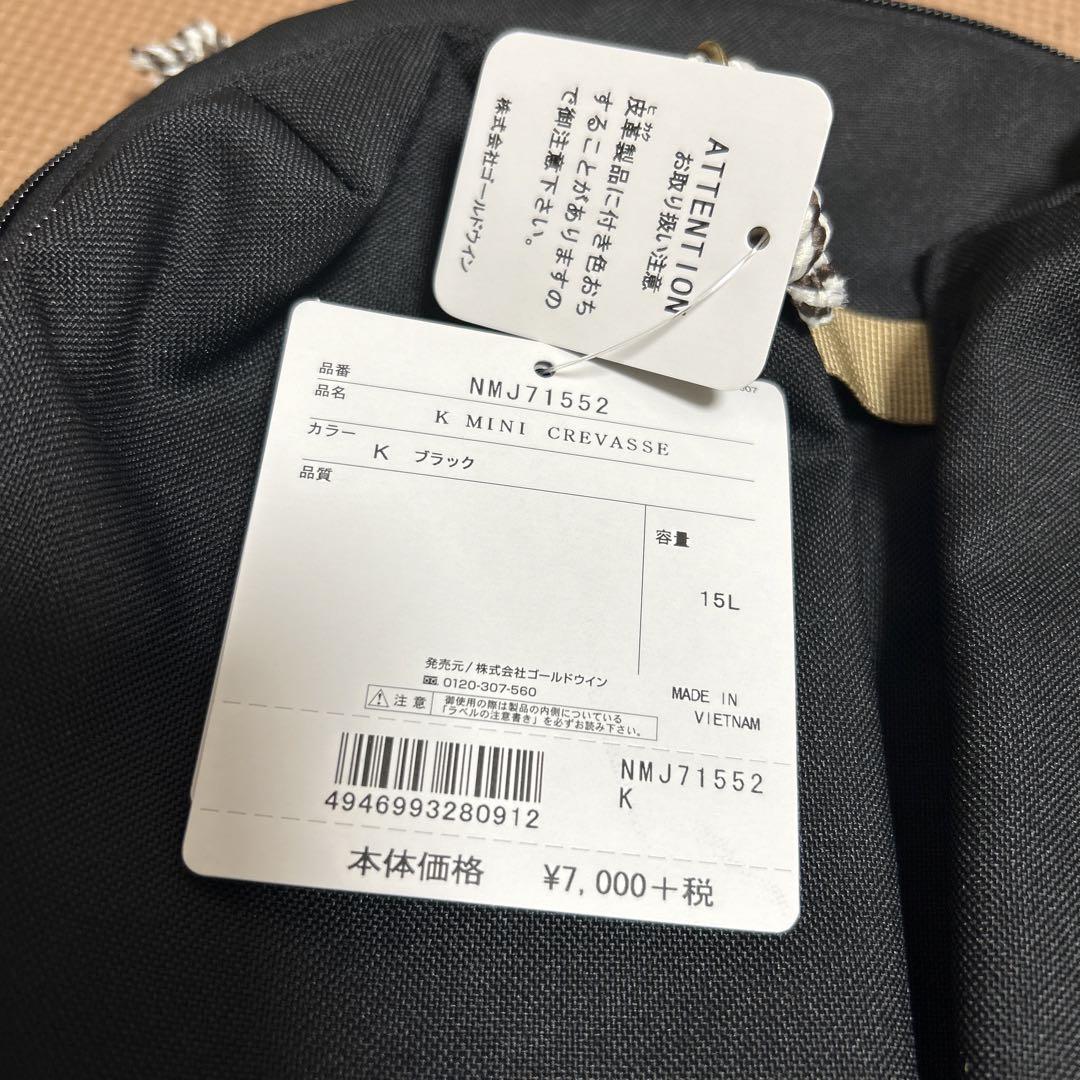 ATTENTION
お取り扱い注意
ヒカク
皮革製品に付き色おち
することがありますの
で御注意下さい。
株式会社ゴールドウイン
品番 NMJ71552
品名 K MINI CREVASSE
カラー K ブラック
品質
容量
15L
発売元/株式会社ゴールドウイン
0120-307-560
注意 御使用の際は製品の内側についている
「ラベルの注意書き」を必ずお読み下さい。
MADE IN
VIETNAM
4946993280912
NMJ71552
K
本体価格 ¥7,000+税